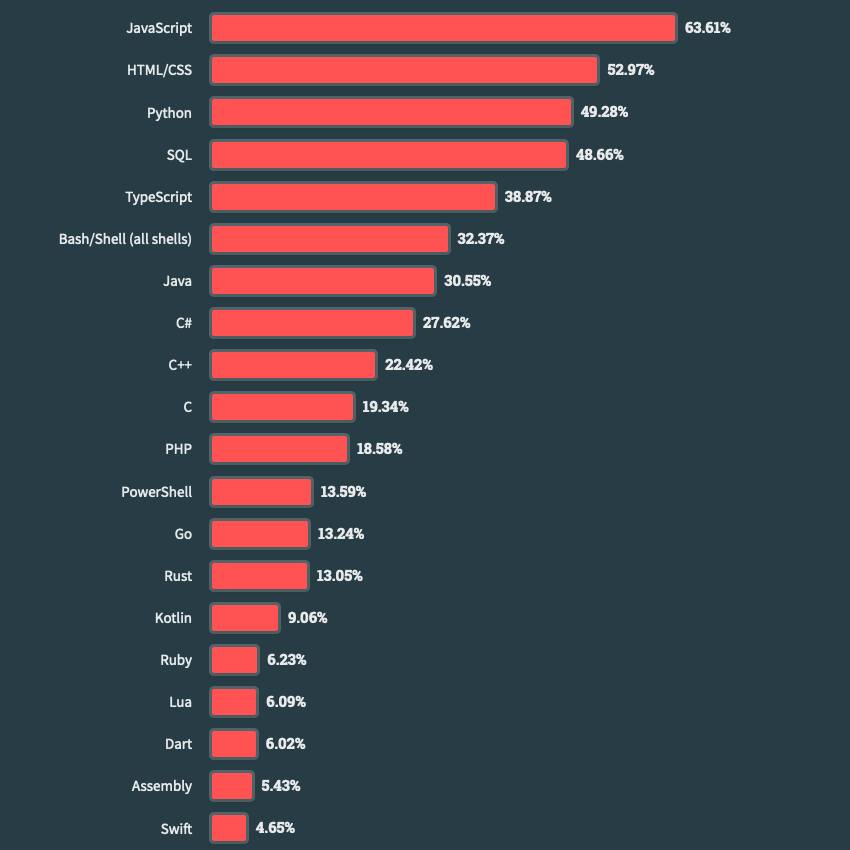 JavaScript 63.61%
HTML/CSS 52.97%
Python 49.28%
SQL 48.66%
TypeScript 38.87%
Bash/Shell (all shells) 32.37%
Java 30.55%
C# 27.62%
C++ 22.42%
C 19.34%
PHP 18.58%
PowerShell 13.59%
Go 13.24%
Rust 13.05%
Kotlin 9.06%
Ruby 6.23%
Lua 6.09%
Dart 6.02%
Assembly 5.43%
Swift 4.65%